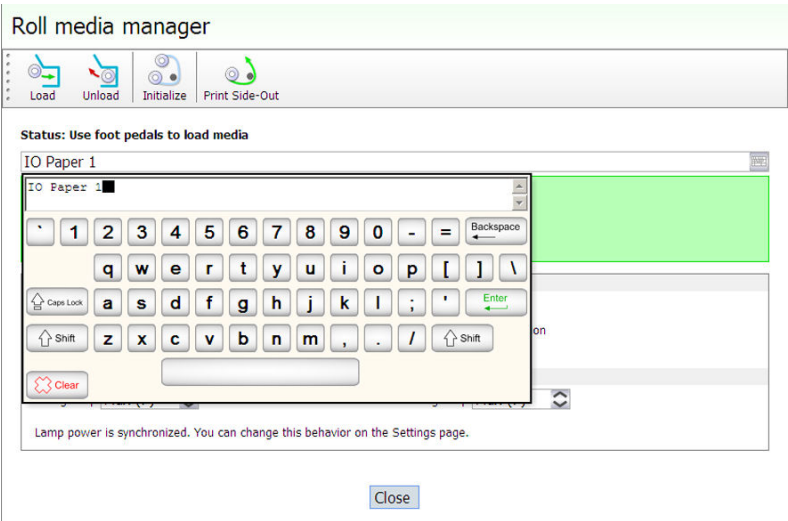 Roll media manager
Load Unload Initialize Print Side-Out
Status: Use foot pedals to load media
IO Paper 1
IO Paper 1
` 1 2 3 4 5 6 7 8 9 0 - = Backspace
q w e r t y u i o p [ ] \
Caps Lock a s d f g h j k l ; ' Enter
Shift z x c v b n m , . / Shift
on
Clear
Lamp power is synchronized. You can change this behavior on the Settings page.
Close